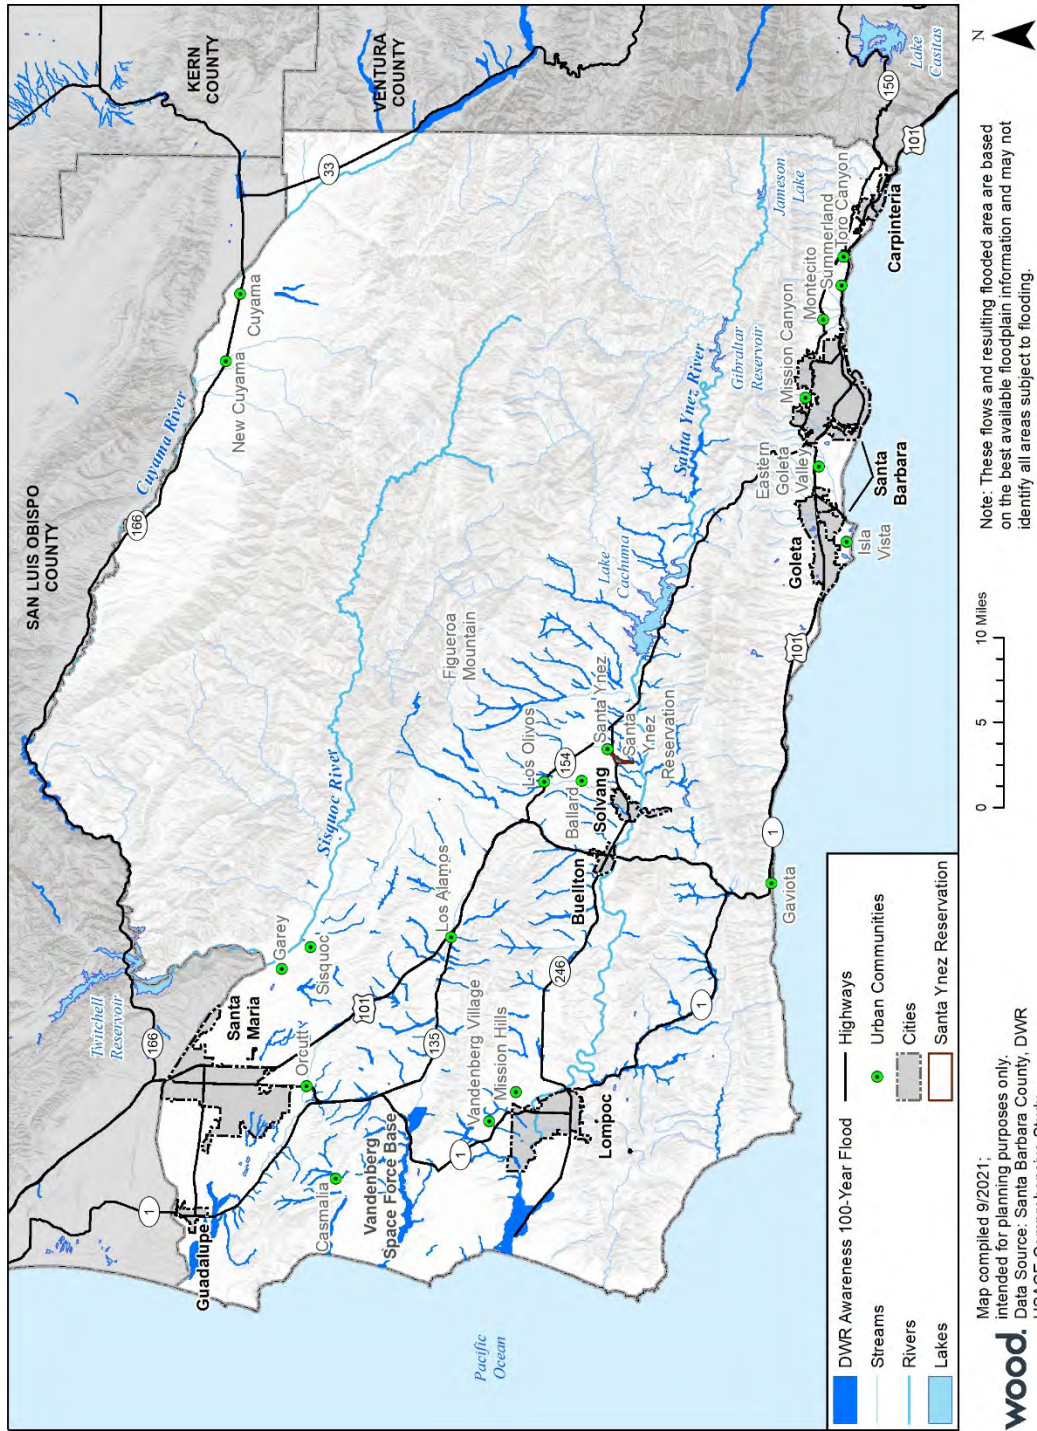 SAN LUIS OBISPO
COUNTY
KERN
COUNTY
VENTURA
COUNTY
Twitchell
Reservoir
166
166
33
Cuyama River
New Cuyama
Cuyama
1
Guadalupe
Santa
Maria
Orcutt
Garey
Sisquoc
Sisquoc River
101
Casmalia
Vandenberg
Space Force Base
135
Los Alamos
Figueroa
Mountain
1
Vandenberg Village
Mission Hills
Lompoc
246
Buellton
Los Olivos
154
Ballard
Solvang
Santa Ynez
Santa
Ynez
Reservation
Lake
Cachuma
Santa Ynez River
Gibraltar
Reservoir
Jameson
Lake
1
Gaviota
1
101
Goleta
Isla
Vista
Eastern
Goleta
Valley
Santa
Barbara
Mission Canyon
Montecito
Summerland
Toro Canyon
Carpinteria
150
101
Lake
Casitas
Pacific
Ocean
DWR Awareness 100-Year Flood
Streams
Rivers
Lakes
Highways
Urban Communities
Cities
Santa Ynez Reservation
wood.
Map compiled 9/2021;
intended for planning purposes only.
Data Source: Santa Barbara County, DWR
0 5 10 Miles
Note: These flows and resulting flooded area are based
on the best available floodplain information and may not
identify all areas subject to flooding.
N